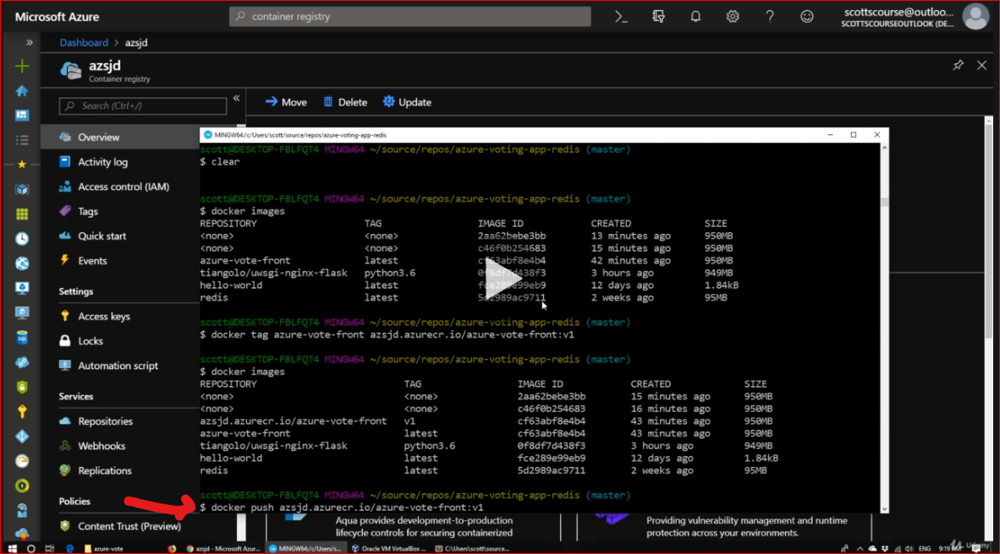 Microsoft Azure
container registry
scottscourse@outloo...
SCOTTSCOURSEOUTLOOK (DE...
Dashboard > azsjd
azsjd
Container registry
Search (Ctrl+/)
Move
Delete
Update
Overview
Activity log
Access control (IAM)
Tags
Quick start
Events
Settings
Access keys
Locks
Automation script
Services
Repositories
Webhooks
Replications
Policies
Content Trust (Preview)
MINGW64:/c/Users/scott/source/repos/azure-voting-app-redis
scott@DESKTOP-FBLFQT4 MINGW64 ~/source/repos/azure-voting-app-redis (master)
$ clear
scott@DESKTOP-FBLFQT4 MINGW64 ~/source/repos/azure-voting-app-redis (master)
$ docker images
REPOSITORY TAG IMAGE ID CREATED SIZE
<none> <none> 2aa62bebe3bb 13 minutes ago 950MB
<none> <none> c46f0b254683 15 minutes ago 950MB
azure-vote-front latest cf63abf8e4b4 42 minutes ago 950MB
tiangolo/uwsgi-nginx-flask python3.6 0f8df7d438f3 3 hours ago 949MB
hello-world latest fce289e99eb9 12 days ago 1.84kB
redis latest 5d2989ac9711 2 weeks ago 95MB
scott@DESKTOP-FBLFQT4 MINGW64 ~/source/repos/azure-voting-app-redis (master)
$ docker tag azure-vote-front azsjd.azurecr.io/azure-vote-front:v1
scott@DESKTOP-FBLFQT4 MINGW64 ~/source/repos/azure-voting-app-redis (master)
$ docker images
REPOSITORY TAG IMAGE ID CREATED SIZE
<none> <none> 2aa62bebe3bb 15 minutes ago 950MB
<none> <none> c46f0b254683 16 minutes ago 950MB
azsjd.azurecr.io/azure-vote-front v1 cf63abf8e4b4 43 minutes ago 950MB
azure-vote-front latest cf63abf8e4b4 43 minutes ago 950MB
tiangolo/uwsgi-nginx-flask python3.6 0f8df7d438f3 3 hours ago 949MB
hello-world latest fce289e99eb9 12 days ago 1.84kB
redis latest 5d2989ac9711 2 weeks ago 95MB
scott@DESKTOP-FBLFQT4 MINGW64 ~/source/repos/azure-voting-app-redis (master)
$ docker push azsjd.azurecr.io/azure-vote-front:v1
Aqua provides development-to-production
lifecycle controls for securing containerized
Providing vulnerability management and runtime
protection across your environments.
azure-vote
azsjd - Microsoft Azur...
MINGW64:/c/Users/s...
Oracle VM VirtualBox ...
C:\Users\scott\source...
ENG
Udemy